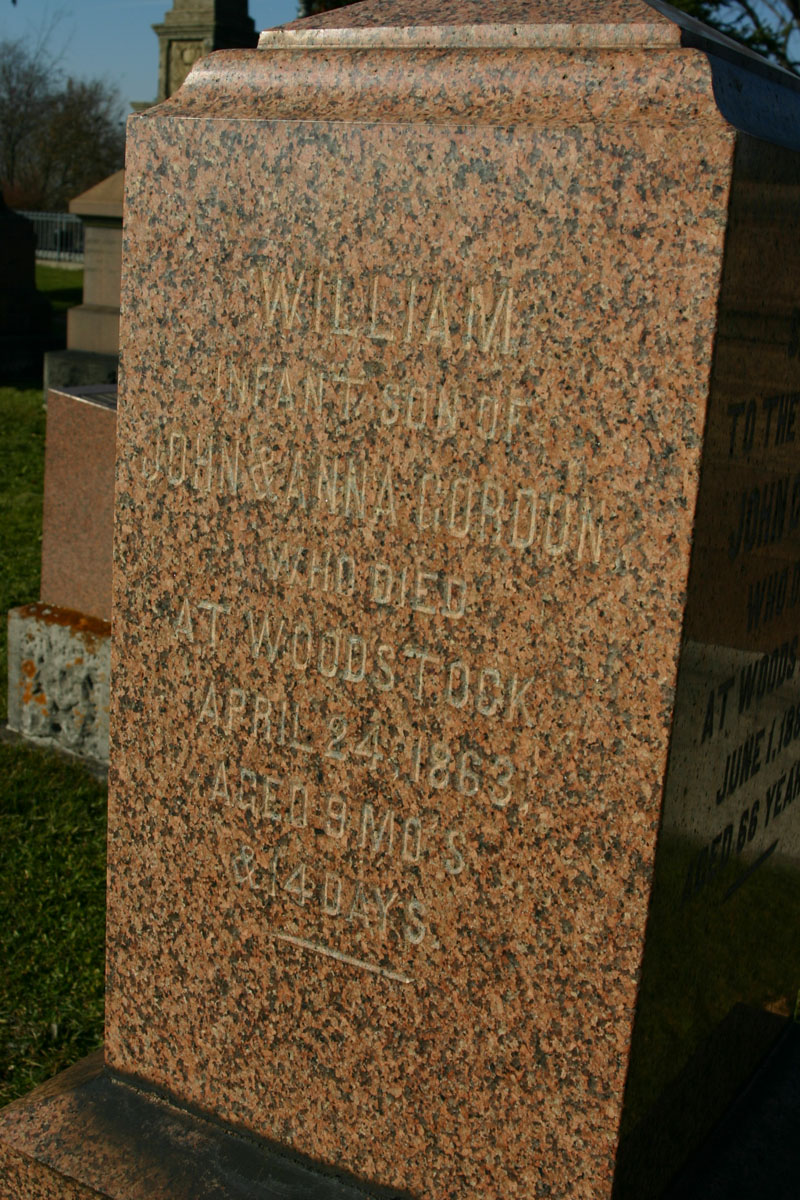 WILLIAM
INFANT SON OF
JOHN & ANNA GORDON
WHO DIED
AT WOODSTOCK
APRIL 24, 1863,
AGED 9 MO'S
& 14 DAYS
TO THE
JOHN
WHO
AT WOODS
JUNE 1, 18
AGED 66 YEAR